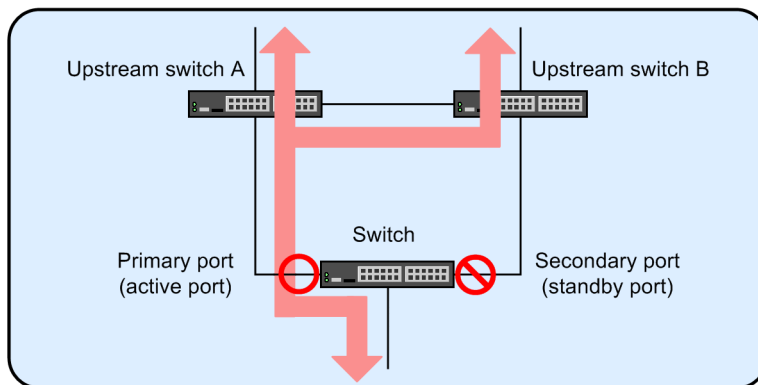 Upstream switch A
Upstream switch B
Switch
Primary port
(active port)
Secondary port
(standby port)